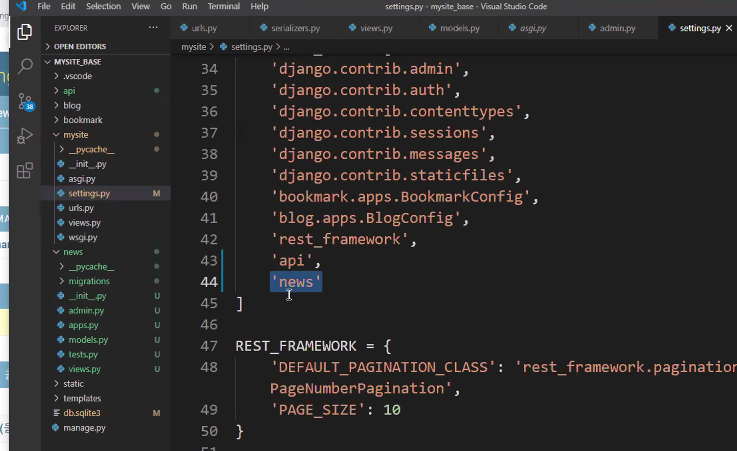 File Edit Selection View Go Run Terminal Help settings.py - mysite_base - Visual Studio Code
EXPLORER ...
OPEN EDITORS
MYSITE_BASE
.vscode
api
blog
bookmark
mysite
__pycache__
__init__.py
asgi.py
settings.py M
urls.py
views.py
wsgi.py
news
__pycache__
migrations
__init__.py U
admin.py U
apps.py U
models.py U
tests.py U
views.py U
static
templates
db.sqlite3 M
manage.py
38
urls.py serializers.py views.py models.py asgi.py admin.py settings.py
mysite > settings.py > ...
34 'django.contrib.admin',
35 'django.contrib.auth',
36 'django.contrib.contenttypes',
37 'django.contrib.sessions',
38 'django.contrib.messages',
39 'django.contrib.staticfiles',
40 'bookmark.apps.BookmarkConfig',
41 'blog.apps.BlogConfig',
42 'rest_framework',
43 'api',
44 'news'
45 ]
46
47 REST_FRAMEWORK = {
48 'DEFAULT_PAGINATION_CLASS': 'rest_framework.pagination
PageNumberPagination',
49 'PAGE_SIZE': 10
50 }